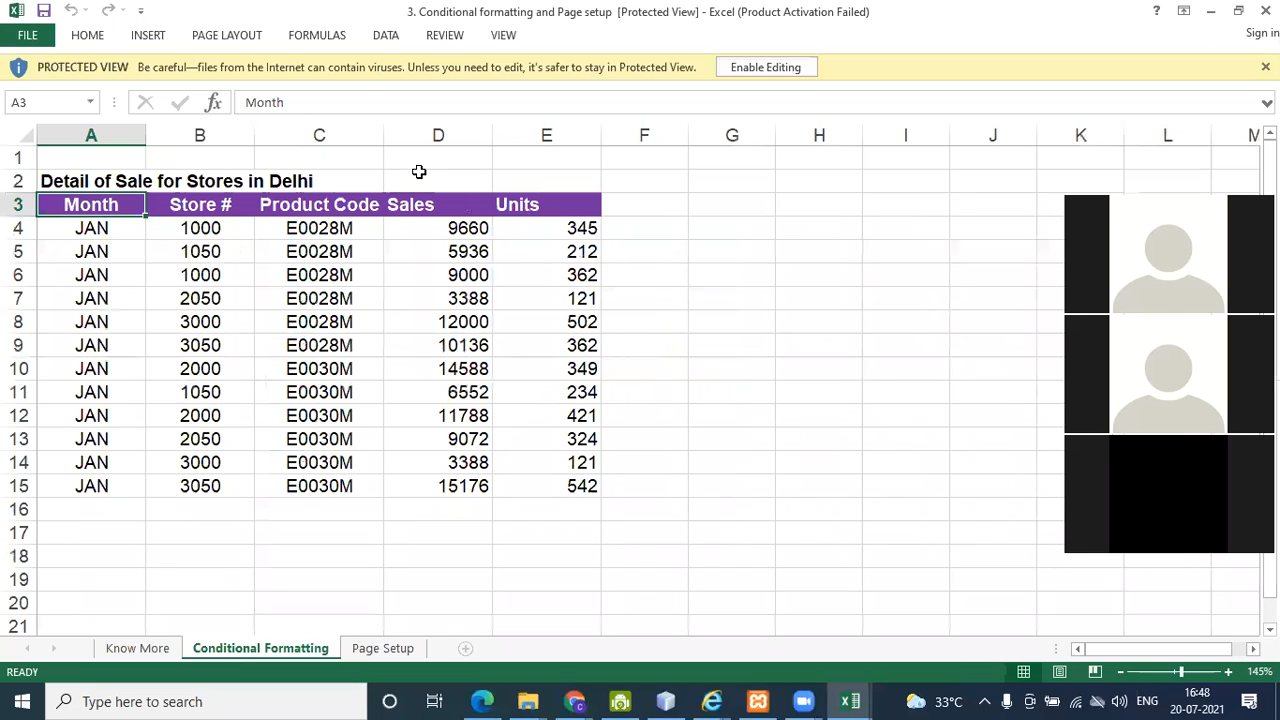 3. Conditional formatting and Page setup [Protected View] - Excel (Product Activation Failed)
?
FILE HOME INSERT PAGE LAYOUT FORMULAS DATA REVIEW VIEW Sign in
PROTECTED VIEW Be careful—files from the Internet can contain viruses. Unless you need to edit, it's safer to stay in Protected View. Enable Editing
A3 fx Month
A B C D E F G H I J K L M
1
2 Detail of Sale for Stores in Delhi
3 Month Store # Product Code Sales Units
4 JAN 1000 E0028M 9660 345
5 JAN 1050 E0028M 5936 212
6 JAN 1000 E0028M 9000 362
7 JAN 2050 E0028M 3388 121
8 JAN 3000 E0028M 12000 502
9 JAN 3050 E0028M 10136 362
10 JAN 2000 E0030M 14588 349
11 JAN 1050 E0030M 6552 234
12 JAN 2000 E0030M 11788 421
13 JAN 2050 E0030M 9072 324
14 JAN 3000 E0030M 3388 121
15 JAN 3050 E0030M 15176 542
16
17
18
19
20
21
Know More Conditional Formatting Page Setup
READY 145%
Type here to search 33°C ENG 16:48
20-07-2021